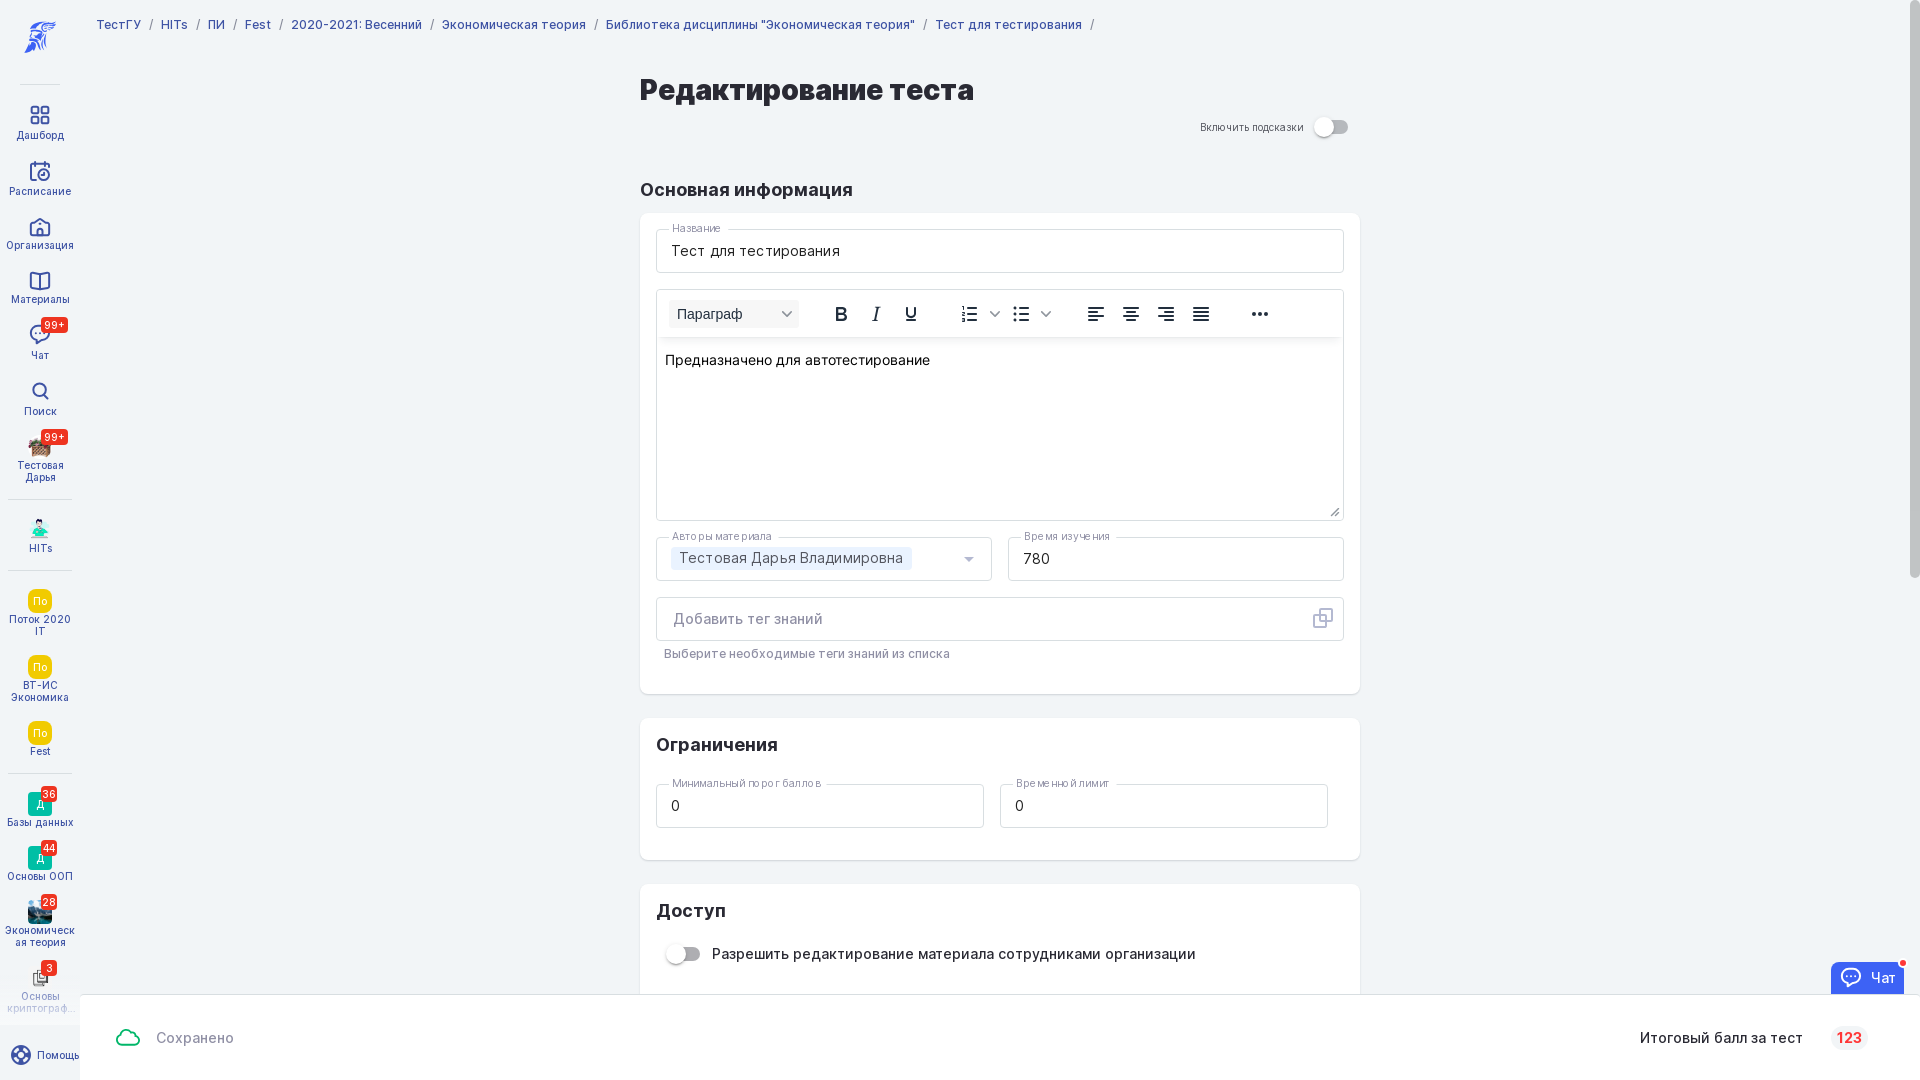 ТестГУ / HITs / ПИ / Fest / 2020-2021: Весенний / Экономическая теория / Библиотека дисциплины "Экономическая теория" / Тест для тестирования /
Дашборд
Расписание
Организация
Материалы
99+
Чат
Поиск
99+
Тестовая
Дарья
HITs
По
Поток 2020
IT
По
ВТ-ИС
Экономика
По
Fest
36
Д
Базы данных
44
Д
Основы ООП
28
Экономическ
ая теория
3
Основы
криптограф...
Помощь
Редактирование теста
Включить подсказки
Основная информация
Название
Тест для тестирования
Параграф
B I U
Предназначено для автотестирование
Авторы материала
Тестовая Дарья Владимировна
Время изучения
780
Добавить тег знаний
Выберите необходимые теги знаний из списка
Ограничения
Минимальный порог баллов
0
Временной лимит
0
Доступ
Разрешить редактирование материала сотрудниками организации
Чат
Сохранено
Итоговый балл за тест 123